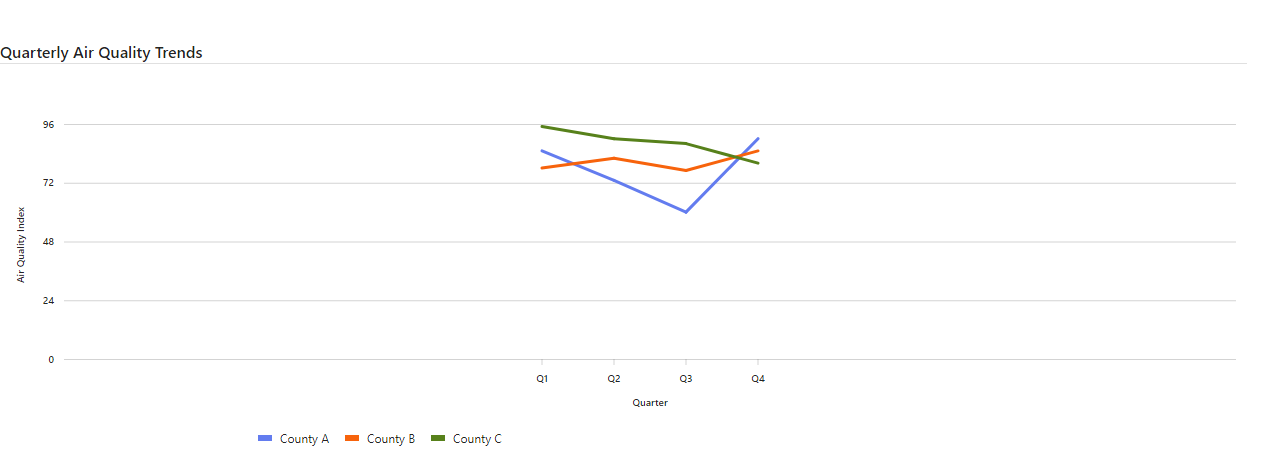 Quarterly Air Quality Trends
96
72
48
24
0
Air Quality Index
Q1 Q2 Q3 Q4
Quarter
County A County B County C